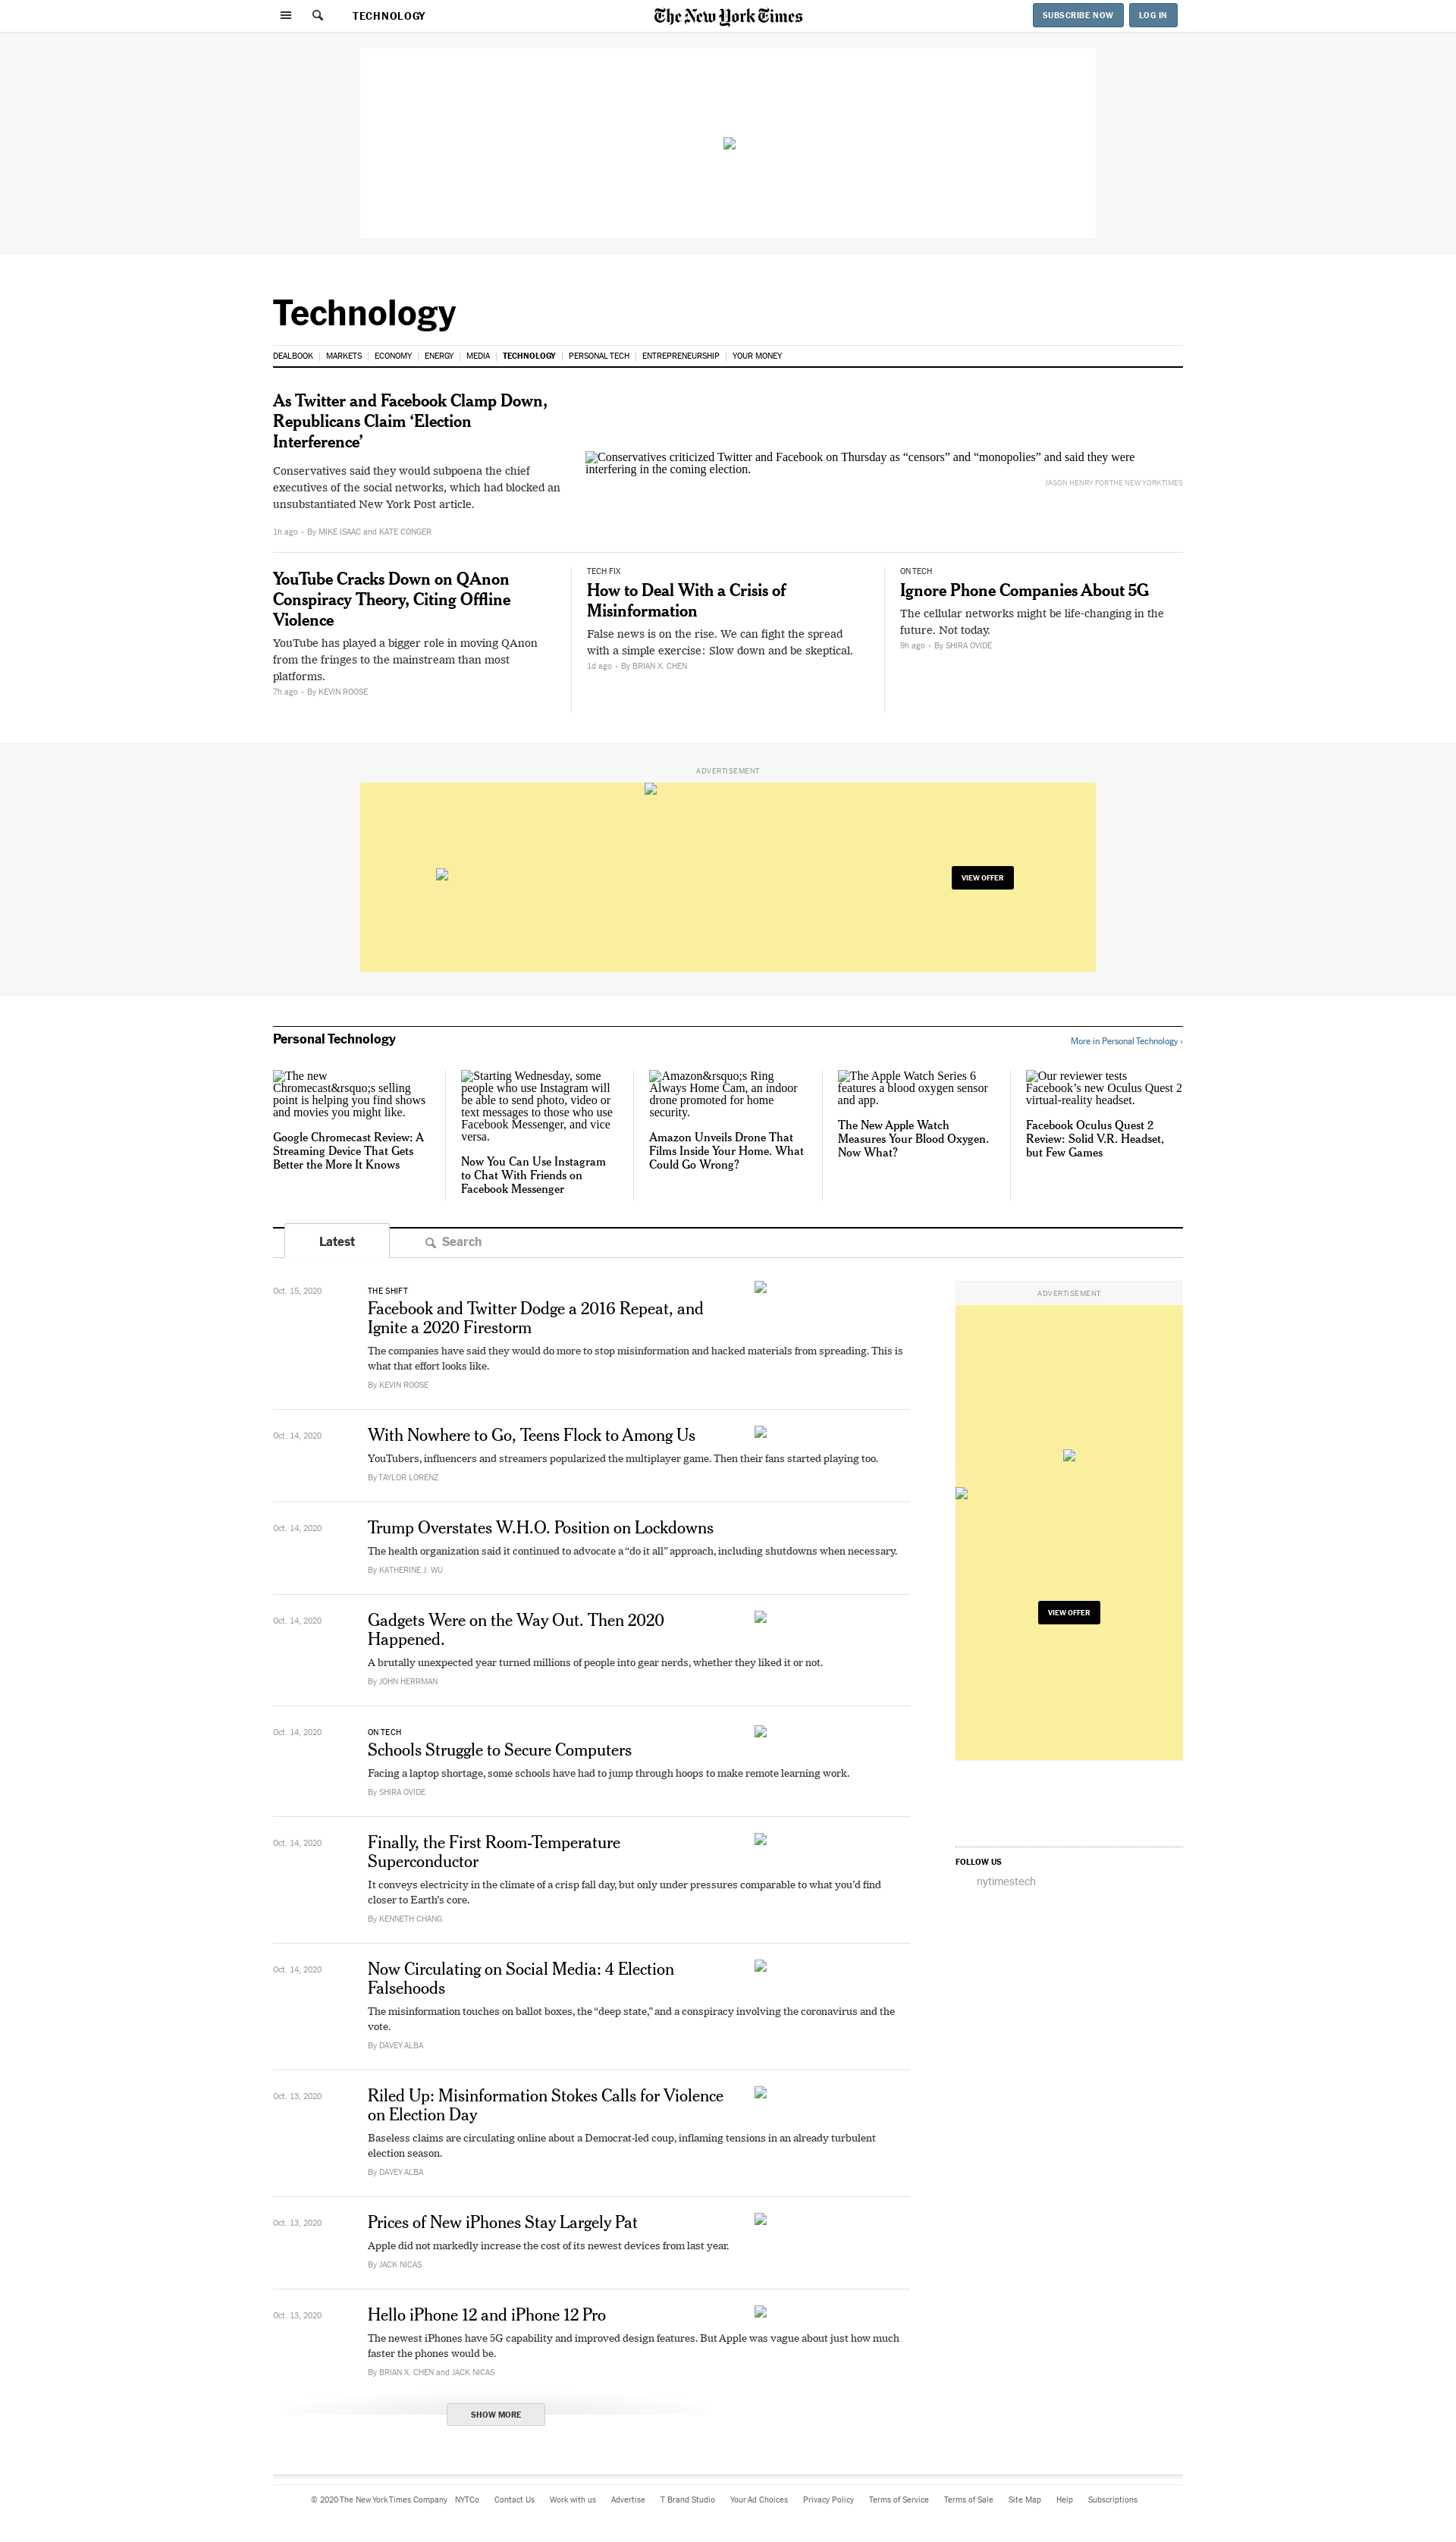 TECHNOLOGY
The New York Times
SUBSCRIBE NOW
LOG IN
Technology
DEALBOOK
MARKETS
ECONOMY
ENERGY
MEDIA
TECHNOLOGY
PERSONAL TECH
ENTREPRENEURSHIP
YOUR MONEY
As Twitter and Facebook Clamp Down,
Republicans Claim ‘Election
Interference’
Conservatives said they would subpoena the chief
executives of the social networks, which had blocked an
unsubstantiated New York Post article.
1h ago • By MIKE ISAAC and KATE CONGER
Conservatives criticized Twitter and Facebook on Thursday as “censors” and “monopolies” and said they were
interfering in the coming election.
JASON HENRY FOR THE NEW YORK TIMES
YouTube Cracks Down on QAnon
Conspiracy Theory, Citing Offline
Violence
YouTube has played a bigger role in moving QAnon
from the fringes to the mainstream than most
platforms.
7h ago • By KEVIN ROOSE
TECH FIX
How to Deal With a Crisis of
Misinformation
False news is on the rise. We can fight the spread
with a simple exercise: Slow down and be skeptical.
1d ago • By BRIAN X. CHEN
ON TECH
Ignore Phone Companies About 5G
The cellular networks might be life-changing in the
future. Not today.
9h ago • By SHIRA OVIDE
ADVERTISEMENT
VIEW OFFER
Personal Technology
More in Personal Technology ›
The new
Chromecast&rsquo;s selling
point is helping you find shows
and movies you might like.
Google Chromecast Review: A
Streaming Device That Gets
Better the More It Knows
Starting Wednesday, some
people who use Instagram will
be able to send photo, video or
text messages to those who use
Facebook Messenger, and vice
versa.
Now You Can Use Instagram
to Chat With Friends on
Facebook Messenger
Amazon&rsquo;s Ring
Always Home Cam, an indoor
drone promoted for home
security.
Amazon Unveils Drone That
Films Inside Your Home. What
Could Go Wrong?
The Apple Watch Series 6
features a blood oxygen sensor
and app.
The New Apple Watch
Measures Your Blood Oxygen.
Now What?
Our reviewer tests
Facebook’s new Oculus Quest 2
virtual-reality headset.
Facebook Oculus Quest 2
Review: Solid V.R. Headset,
but Few Games
Latest
Search
Oct. 15, 2020
THE SHIFT
Facebook and Twitter Dodge a 2016 Repeat, and
Ignite a 2020 Firestorm
The companies have said they would do more to stop misinformation and hacked materials from spreading. This is
what that effort looks like.
By KEVIN ROOSE
Oct. 14, 2020
With Nowhere to Go, Teens Flock to Among Us
YouTubers, influencers and streamers popularized the multiplayer game. Then their fans started playing too.
By TAYLOR LORENZ
Oct. 14, 2020
Trump Overstates W.H.O. Position on Lockdowns
The health organization said it continued to advocate a “do it all” approach, including shutdowns when necessary.
By KATHERINE J. WU
Oct. 14, 2020
Gadgets Were on the Way Out. Then 2020
Happened.
A brutally unexpected year turned millions of people into gear nerds, whether they liked it or not.
By JOHN HERRMAN
Oct. 14, 2020
ON TECH
Schools Struggle to Secure Computers
Facing a laptop shortage, some schools have had to jump through hoops to make remote learning work.
By SHIRA OVIDE
Oct. 14, 2020
Finally, the First Room-Temperature
Superconductor
It conveys electricity in the climate of a crisp fall day, but only under pressures comparable to what you’d find
closer to Earth’s core.
By KENNETH CHANG
Oct. 14, 2020
Now Circulating on Social Media: 4 Election
Falsehoods
The misinformation touches on ballot boxes, the “deep state,” and a conspiracy involving the coronavirus and the
vote.
By DAVEY ALBA
Oct. 13, 2020
Riled Up: Misinformation Stokes Calls for Violence
on Election Day
Baseless claims are circulating online about a Democrat-led coup, inflaming tensions in an already turbulent
election season.
By DAVEY ALBA
Oct. 13, 2020
Prices of New iPhones Stay Largely Pat
Apple did not markedly increase the cost of its newest devices from last year.
By JACK NICAS
Oct. 13, 2020
Hello iPhone 12 and iPhone 12 Pro
The newest iPhones have 5G capability and improved design features. But Apple was vague about just how much
faster the phones would be.
By BRIAN X. CHEN and JACK NICAS
SHOW MORE
ADVERTISEMENT
VIEW OFFER
FOLLOW US
nytimestech
© 2020 The New York Times Company
NYTCo
Contact Us
Work with us
Advertise
T Brand Studio
Your Ad Choices
Privacy Policy
Terms of Service
Terms of Sale
Site Map
Help
Subscriptions